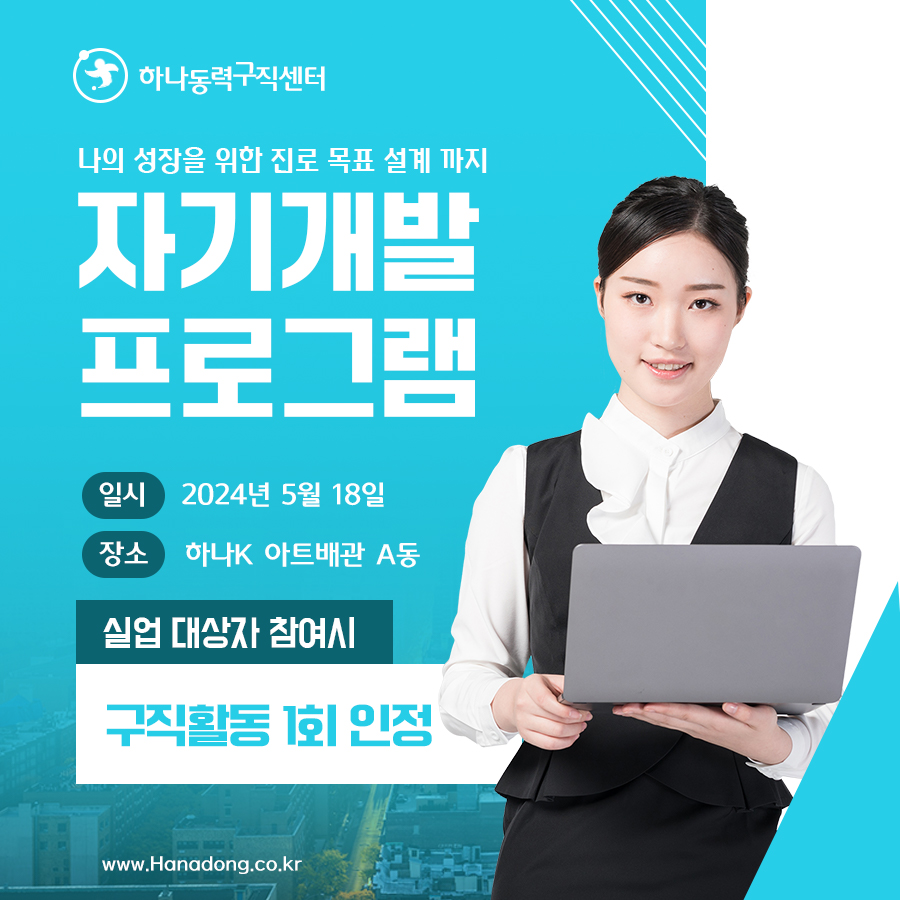 하나동력구직센터
나의 성장을 위한 진로 목표 설계 까지
자기개발
프로그램
일시 2024년 5월 18일
장소 하나K 아트배관 A동
실업 대상자 참여시
구직활동 1회 인정
www.Hanadong.co.kr